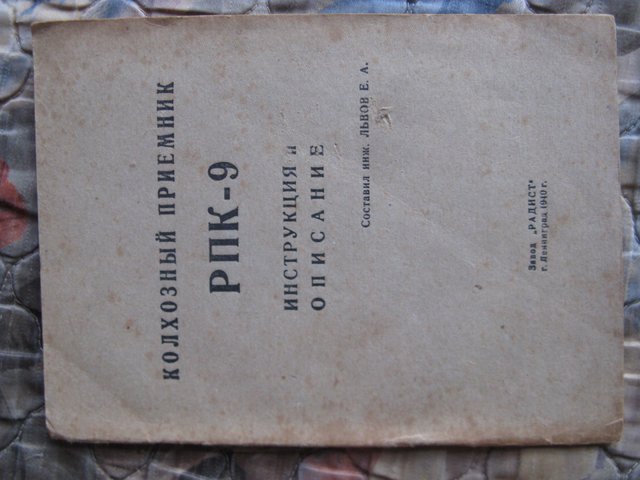 КОЛХОЗНЫЙ ПРИЕМНИК
РПК-9
ИНСТРУКЦИЯ и
ОПИСАНИЕ
Составил инж. ЛЬВОВ Е. А.
Завод „РАДИСТ"
г. Ленинград 1940 г.